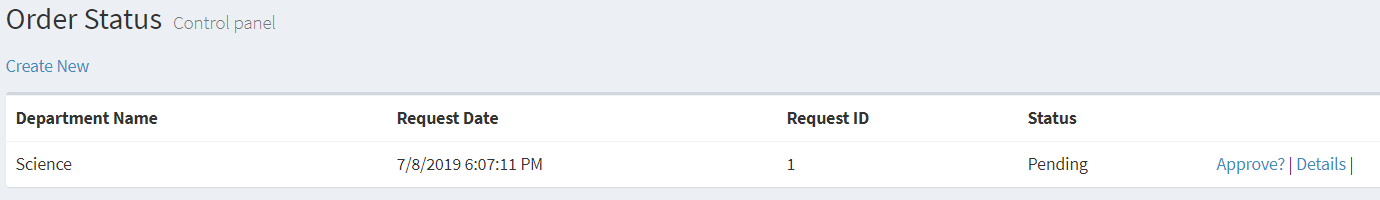 Order Status Control panel
Create New
Department Name Request Date Request ID Status
Science 7/8/2019 6:07:11 PM 1 Pending Approve? | Details |